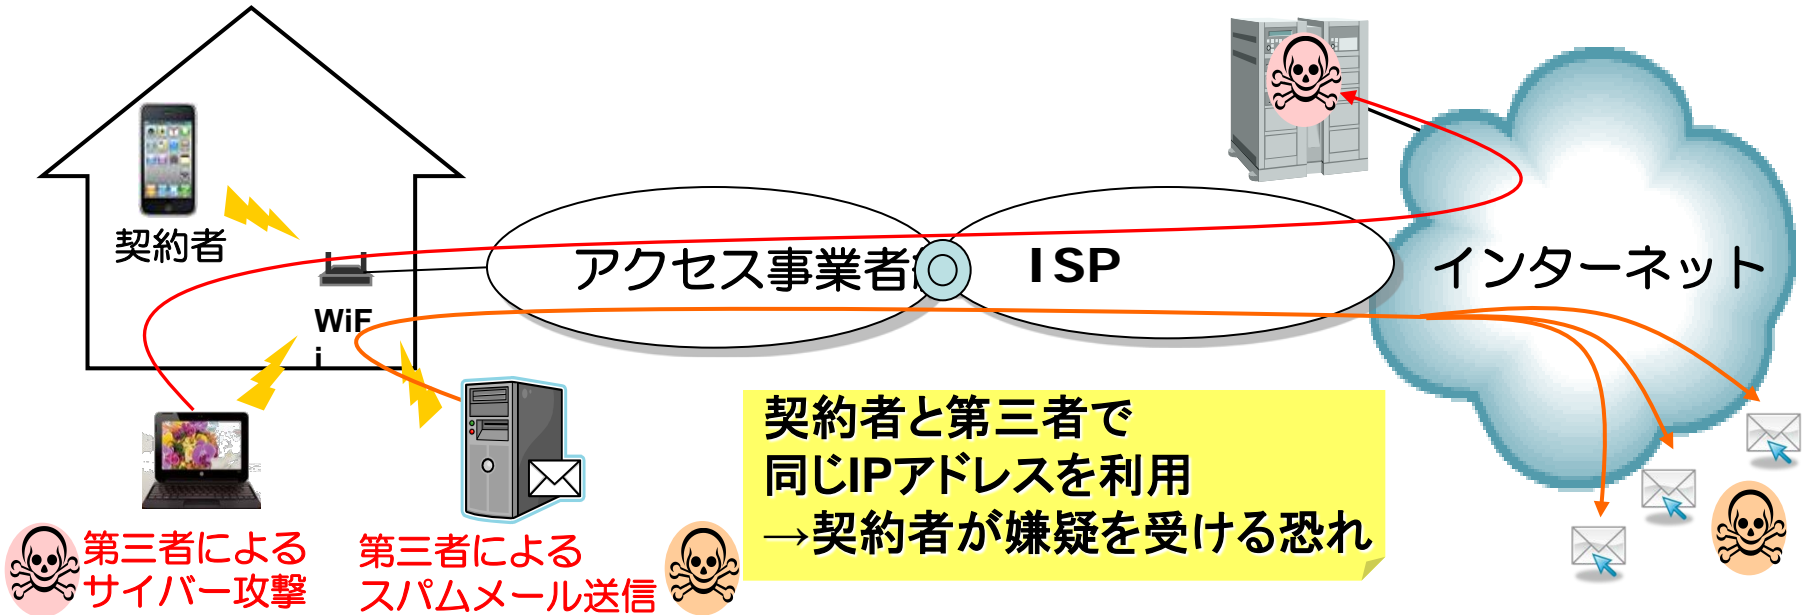 契約者
WiF
i
アクセス事業者
ISP
インターネット
契約者と第三者で
同じIPアドレスを利用
→契約者が嫌疑を受ける恐れ
第三者による
サイバー攻撃
第三者による
スパムメール送信